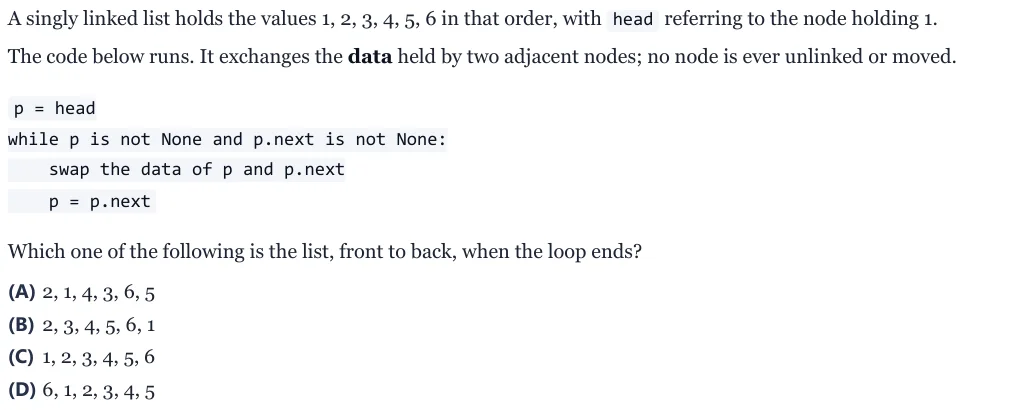 A singly linked list holds the values 1, 2, 3, 4, 5, 6 in that order, with head referring to the node holding 1.
The code below runs. It exchanges the data held by two adjacent nodes; no node is ever unlinked or moved.
p = head
while p is not None and p.next is not None:
    swap the data of p and p.next
    p = p.next
Which one of the following is the list, front to back, when the loop ends?
(A) 2, 1, 4, 3, 6, 5
(B) 2, 3, 4, 5, 6, 1
(C) 1, 2, 3, 4, 5, 6
(D) 6, 1, 2, 3, 4, 5